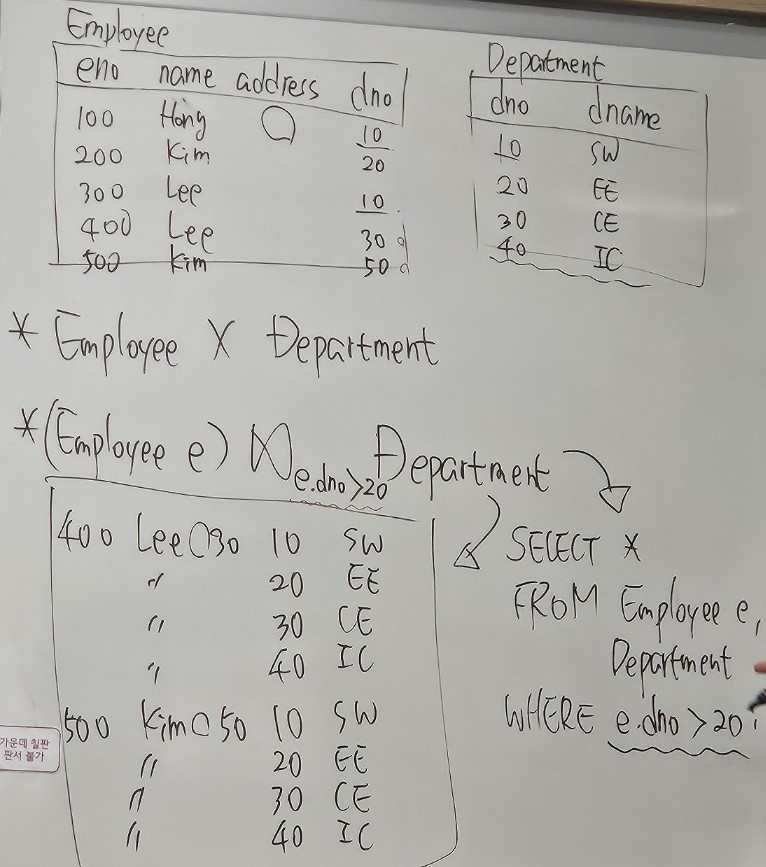 Employee
eno name address dno
100 Hong ○ 10
200 Kim 20
300 Lee 10
400 Lee 30
500 Kim 50
Department
dno dname
10 SW
20 EE
30 CE
40 IC
* Employee X Department
* (Employee e) ⋈ e.dno>20 Department
400 Lee ○ 30 10 SW
〃 20 EE
〃 30 CE
〃 40 IC
500 Kim ○ 50 10 SW
〃 20 EE
〃 30 CE
〃 40 IC
SELECT *
FROM Employee e,
Department
WHERE e.dno >20;
가운데 칠판
판서 불가